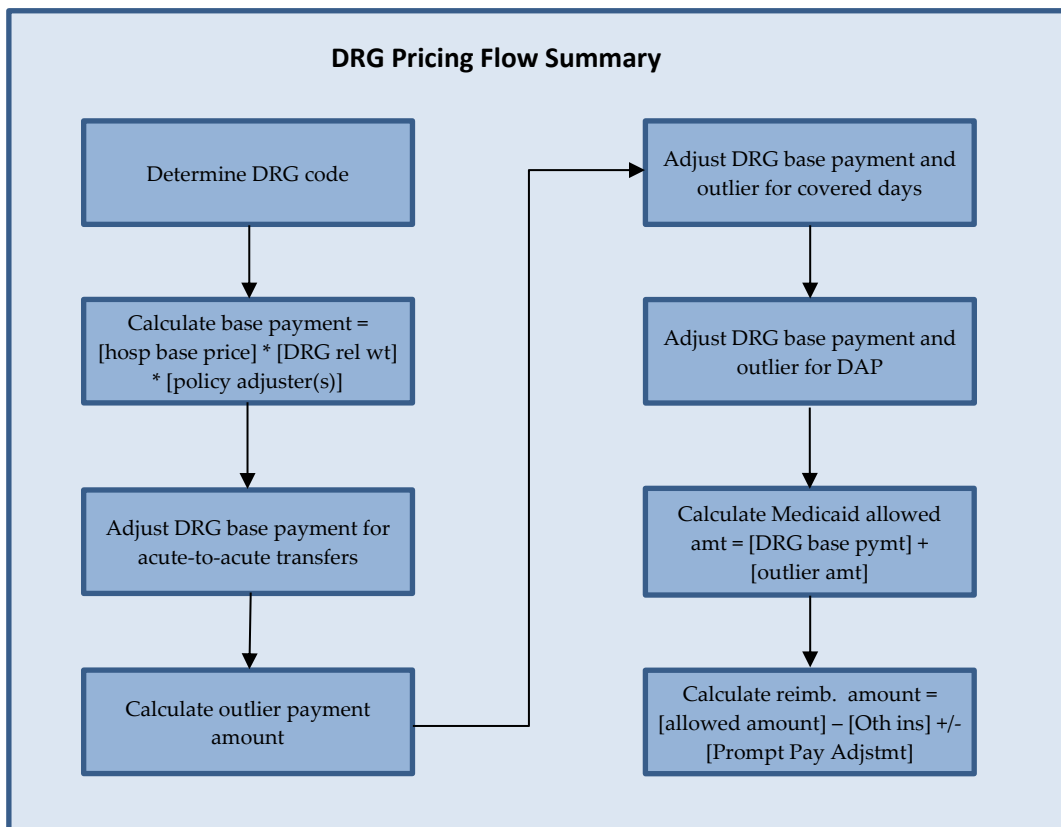 DRG Pricing Flow Summary
Determine DRG code
Calculate base payment =
[hosp base price] * [DRG rel wt]
* [policy adjuster(s)]
Adjust DRG base payment for
acute-to-acute transfers
Calculate outlier payment
amount
Adjust DRG base payment and
outlier for covered days
Adjust DRG base payment and
outlier for DAP
Calculate Medicaid allowed
amt = [DRG base pymt] +
[outlier amt]
Calculate reimb.  amount =
[allowed amount] – [Oth ins] +/-
[Prompt Pay Adjstmt]